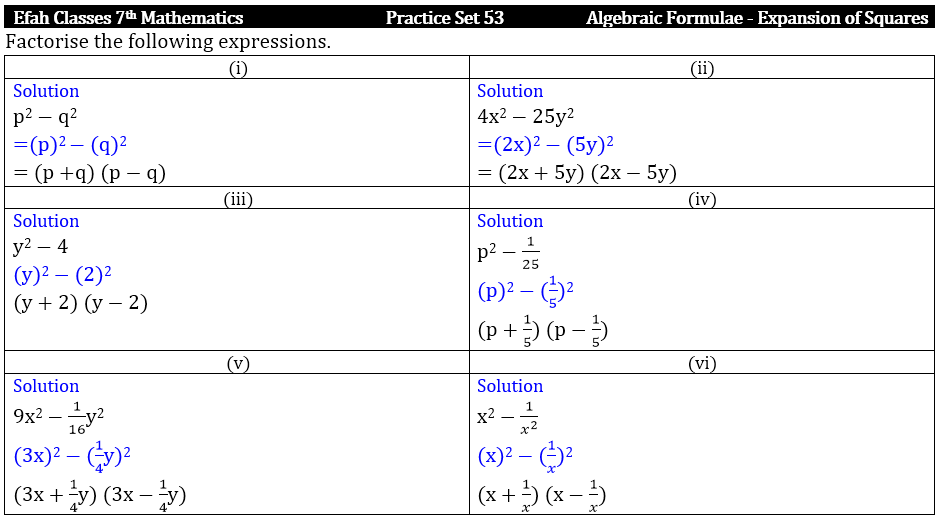 Efah Classes 7th Mathematics Practice Set 53 Algebraic Formulae - Expansion of Squares
Factorise the following expressions.
(i)
Solution
p² – q²
=(p)² – (q)²
= (p +q) (p – q)
(ii)
Solution
4x² – 25y²
=(2x)² – (5y)²
= (2x + 5y) (2x – 5y)
(iii)
Solution
y² – 4
(y)² – (2)²
(y + 2) (y – 2)
(iv)
Solution
p² – 1/25
(p)² – (1/5)²
(p + 1/5) (p – 1/5)
(v)
Solution
9x² – 1/16y²
(3x)² – (1/4y)²
(3x + 1/4y) (3x – 1/4y)
(vi)
Solution
x² – 1/x²
(x)² – (1/x)²
(x + 1/x) (x – 1/x)